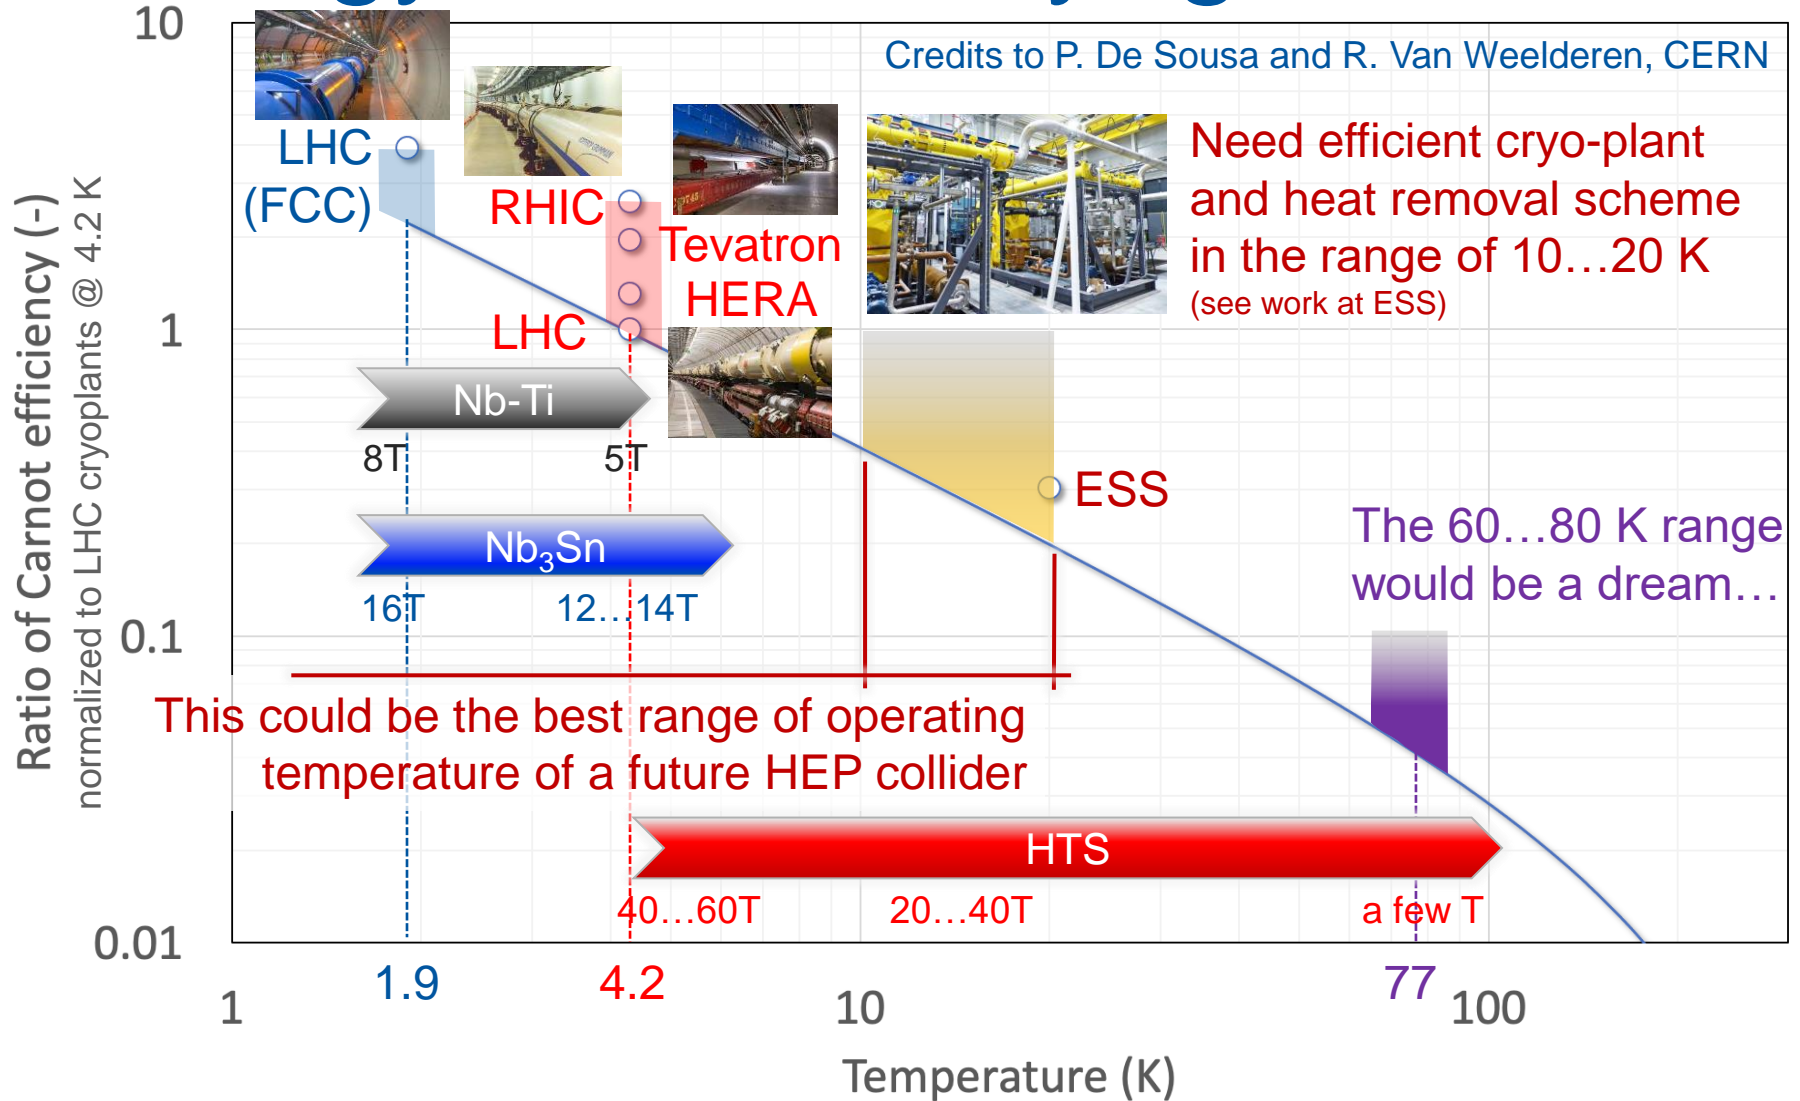 10
Credits to P. De Sousa and R. Van Weelderen, CERN
LHC
(FCC)
RHIC
Tevatron
HERA
LHC
Need efficient cryo-plant
and heat removal scheme
in the range of 10…20 K
(see work at ESS)
1
Nb-Ti
8T
5T
ESS
Nb₃Sn
16T
12…14T
The 60…80 K range
would be a dream…
0.1
This could be the best range of operating
temperature of a future HEP collider
HTS
40…60T
20…40T
a few T
0.01
1.9
4.2
77
1
10
100
Temperature (K)
Ratio of Carnot efficiency (-)
normalized to LHC cryoplants @ 4.2 K